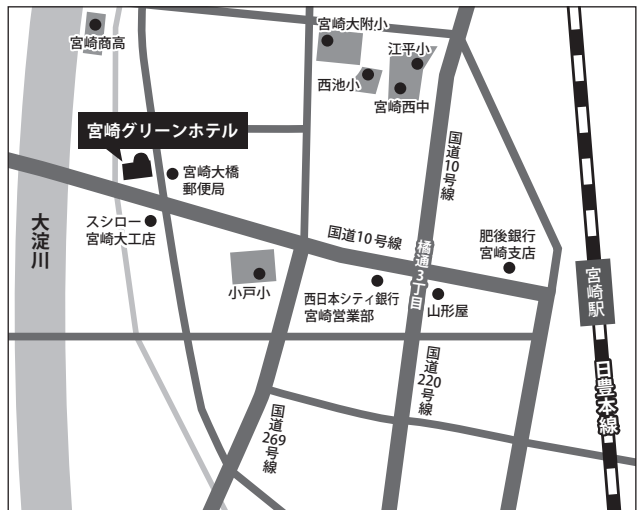 宮崎商高
宮崎大附小
江平小
西池小
宮崎西中
宮崎グリーンホテル
宮崎大橋
郵便局
国道10号線
大淀川
スシロー
宮崎大工店
国道10号線
橘通3丁目
肥後銀行
宮崎支店
宮崎駅
小戸小
西日本シティ銀行
宮崎営業部
山形屋
国道
220
号線
日豊本線
国道
269
号線